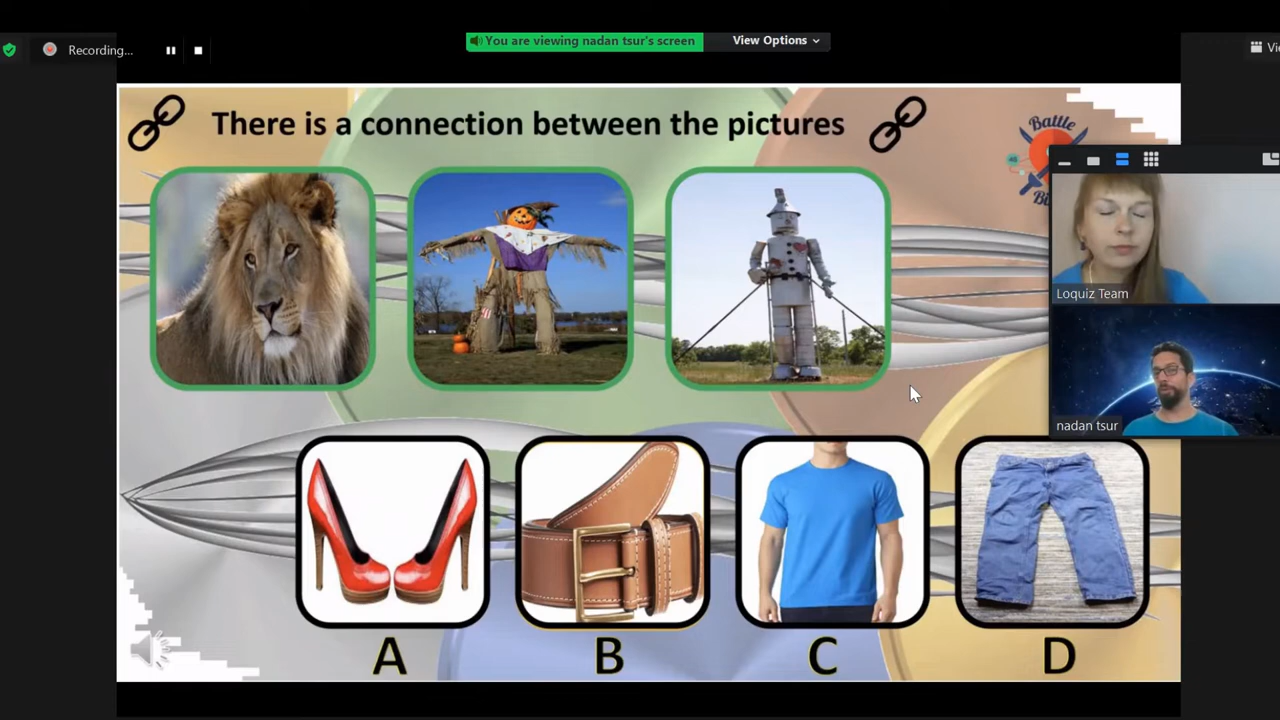 Recording...
You are viewing nadan tsur's screen
View Options
There is a connection between the pictures
Battle
Loquiz Team
nadan tsur
A
B
C
D